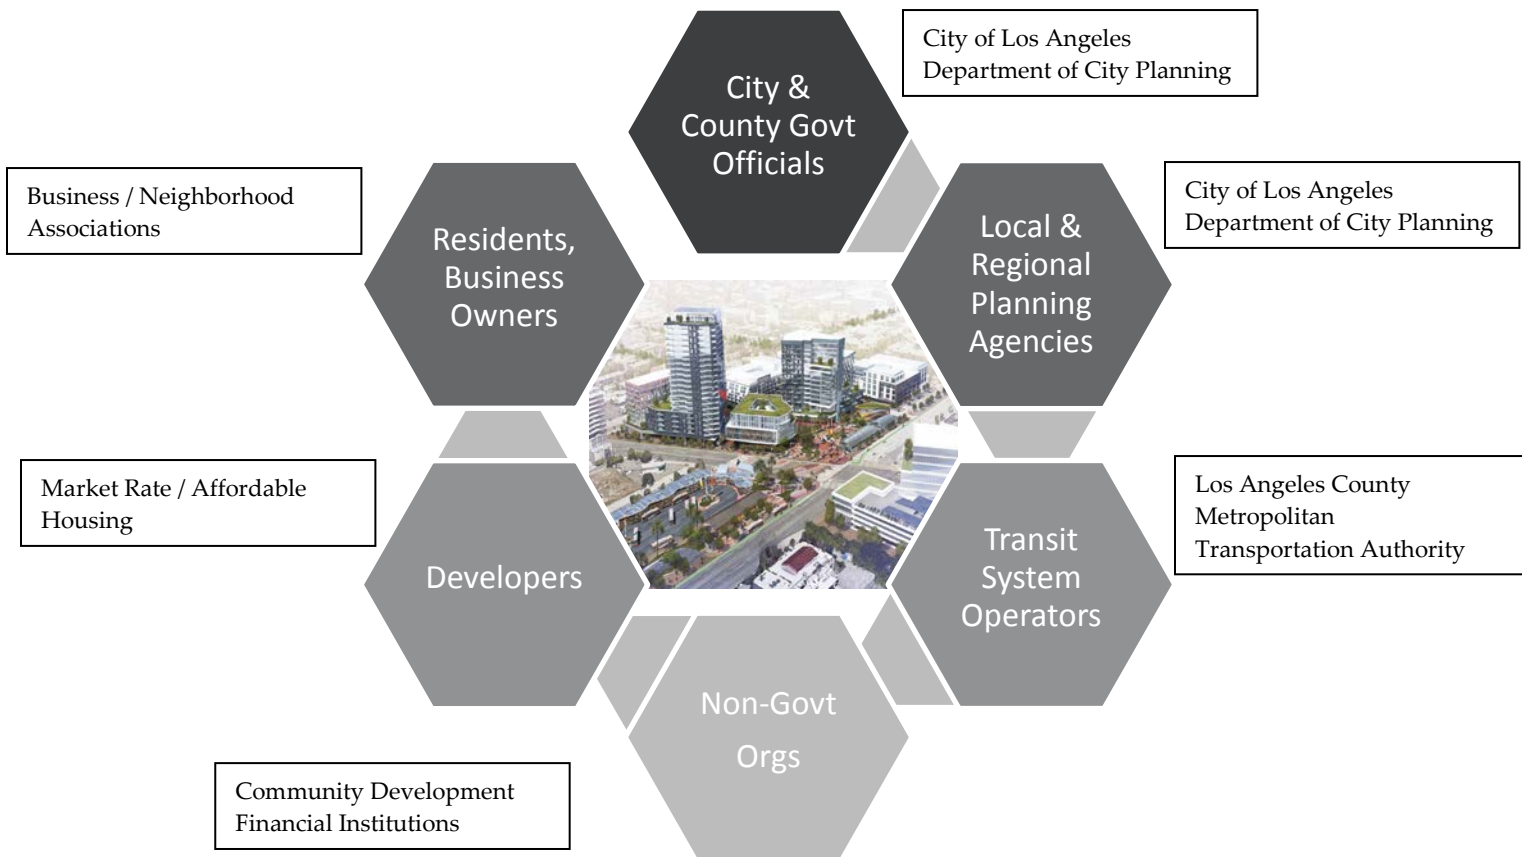 City &
County Govt
Officials
City of Los Angeles
Department of City Planning
Local &
Regional
Planning
Agencies
City of Los Angeles
Department of City Planning
Transit
System
Operators
Los Angeles County
Metropolitan
Transportation Authority
Non-Govt
Orgs
Community Development
Financial Institutions
Developers
Market Rate / Affordable
Housing
Residents,
Business
Owners
Business / Neighborhood
Associations